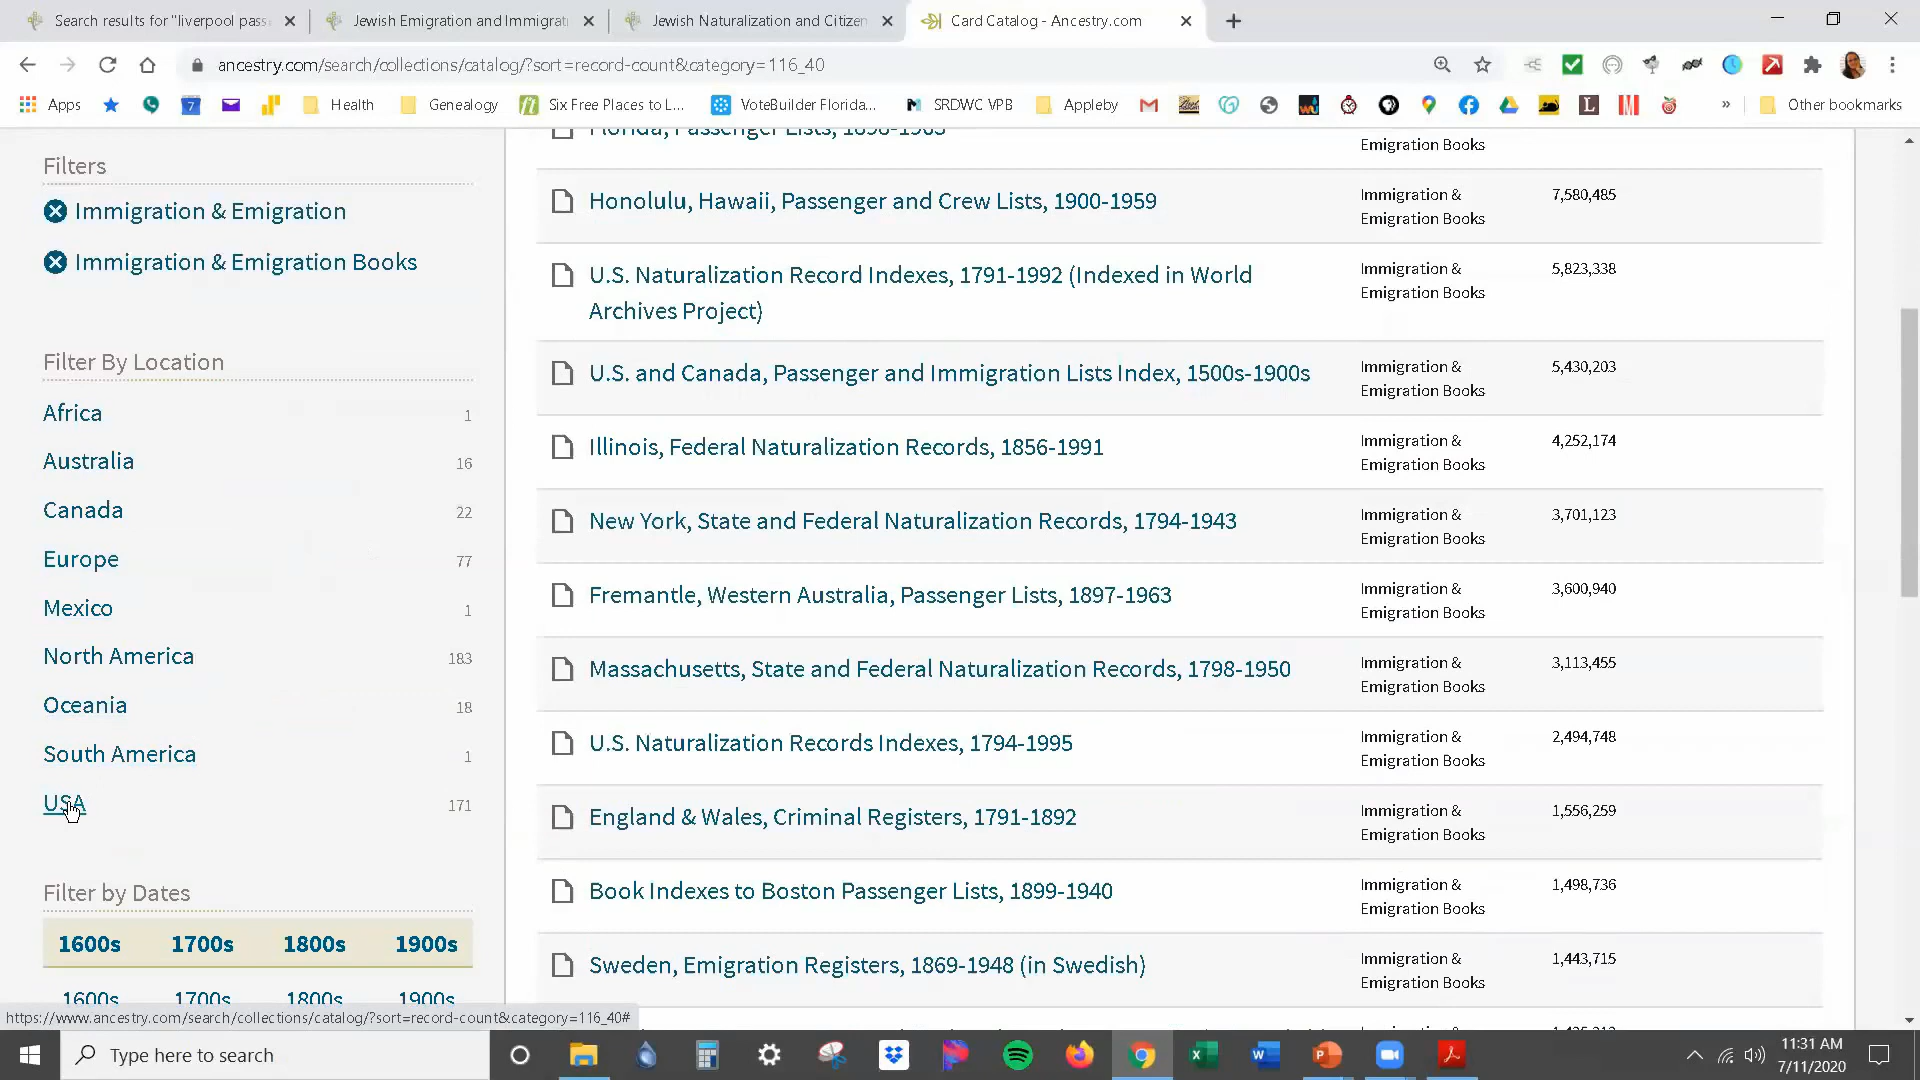 Search results for "liverpool pas
Jewish Emigration and Immigrat
Jewish Naturalization and Citizen
Card Catalog - Ancestry.com
ancestry.com/search/collections/catalog/?sort=record-count&category=116_40
Apps
Health
Genealogy
Six Free Places to L...
VoteBuilder Florida...
SRDWC VPB
Appleby
Other bookmarks
Filters
Immigration & Emigration
Immigration & Emigration Books
Filter By Location
Africa 1
Australia 16
Canada 22
Europe 77
Mexico 1
North America 183
Oceania 18
South America 1
USA 171
Filter by Dates
1600s 1700s 1800s 1900s
1600s 1700s 1800s 1900s
Florida, Passenger Lists, 1898-1963
Emigration Books
Honolulu, Hawaii, Passenger and Crew Lists, 1900-1959
Immigration & 7,580,485
Emigration Books
U.S. Naturalization Record Indexes, 1791-1992 (Indexed in World
Archives Project)
Immigration & 5,823,338
Emigration Books
U.S. and Canada, Passenger and Immigration Lists Index, 1500s-1900s
Immigration & 5,430,203
Emigration Books
Illinois, Federal Naturalization Records, 1856-1991
Immigration & 4,252,174
Emigration Books
New York, State and Federal Naturalization Records, 1794-1943
Immigration & 3,701,123
Emigration Books
Fremantle, Western Australia, Passenger Lists, 1897-1963
Immigration & 3,600,940
Emigration Books
Massachusetts, State and Federal Naturalization Records, 1798-1950
Immigration & 3,113,455
Emigration Books
U.S. Naturalization Records Indexes, 1794-1995
Immigration & 2,494,748
Emigration Books
England & Wales, Criminal Registers, 1791-1892
Immigration & 1,556,259
Emigration Books
Book Indexes to Boston Passenger Lists, 1899-1940
Immigration & 1,498,736
Emigration Books
Sweden, Emigration Registers, 1869-1948 (in Swedish)
Immigration & 1,443,715
Emigration Books
https://www.ancestry.com/search/collections/catalog/?sort=record-count&category=116_40#
Type here to search
11:31 AM
7/11/2020